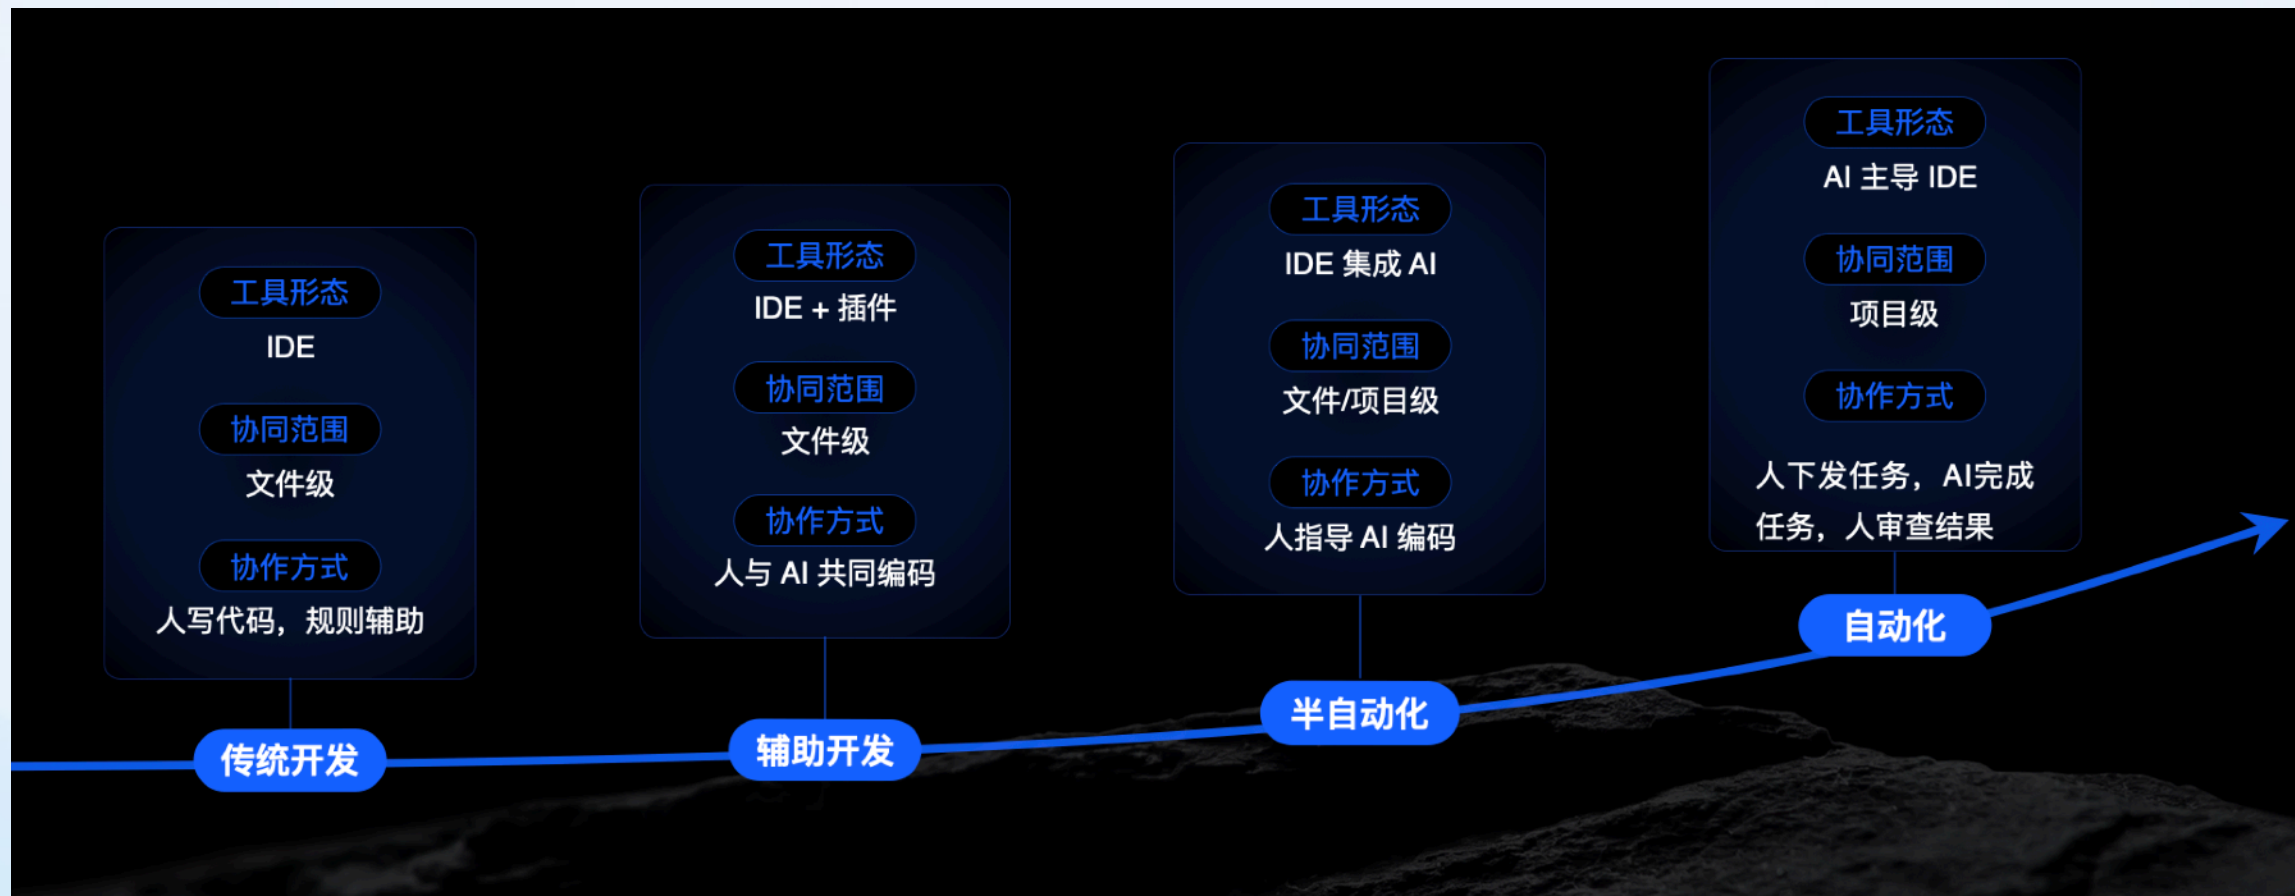 工具形态
IDE
协同范围
文件级
协作方式
人写代码，规则辅助
传统开发
工具形态
IDE + 插件
协同范围
文件级
协作方式
人与 AI 共同编码
辅助开发
工具形态
IDE 集成 AI
协同范围
文件/项目级
协作方式
人指导 AI 编码
半自动化
工具形态
AI 主导 IDE
协同范围
项目级
协作方式
人下发任务，AI完成
任务，人审查结果
自动化